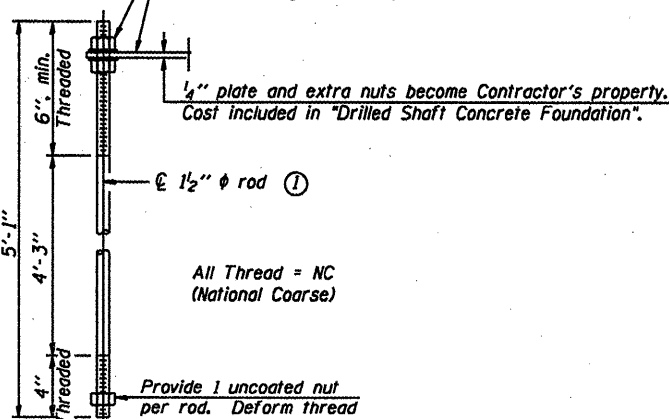 1/4" plate and extra nuts become Contractor's property.
Cost included in "Drilled Shaft Concrete Foundation".
6", min.
Threaded
℄ 1 1/2" ϕ rod ①
5'-1"
4'-3"
All Thread = NC
(National Coarse)
4"
Threaded
Provide 1 uncoated nut
per rod. Deform thread